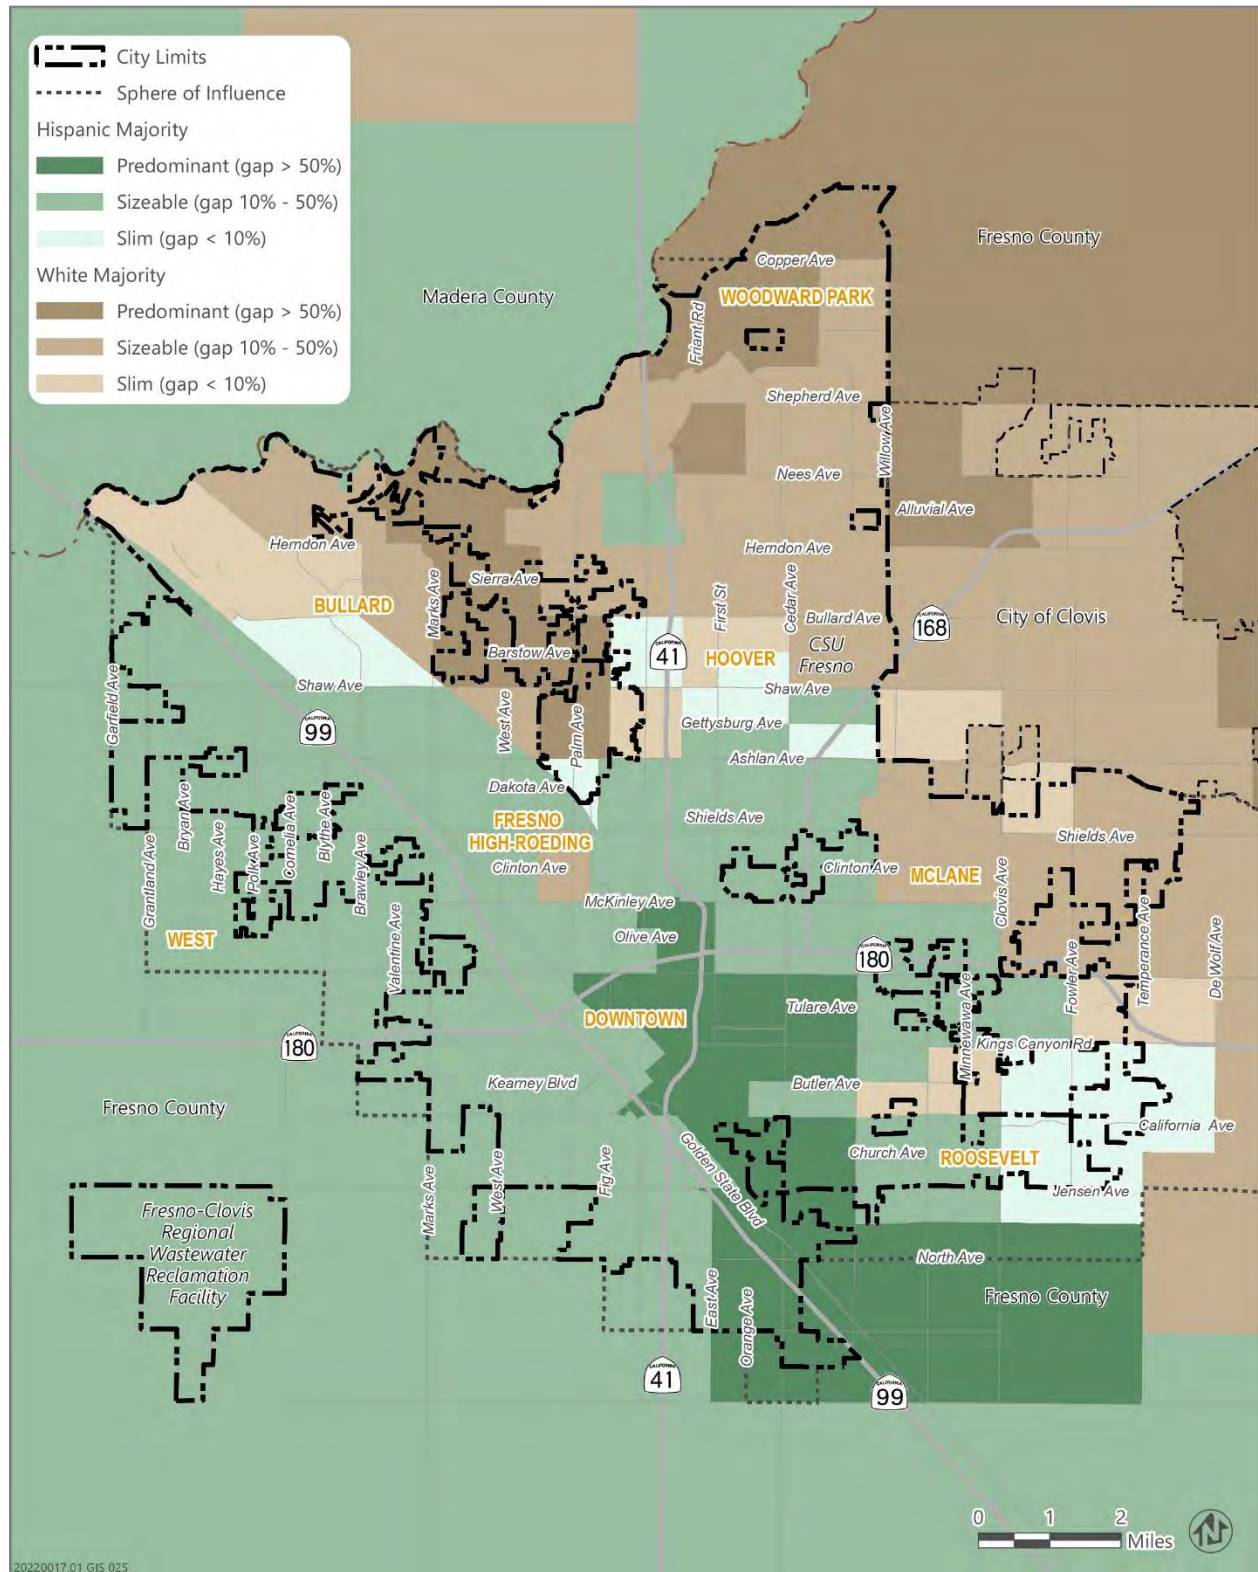 City Limits
Sphere of Influence
Hispanic Majority
Predominant (gap > 50%)
Sizeable (gap 10% - 50%)
Slim (gap < 10%)
White Majority
Predominant (gap > 50%)
Sizeable (gap 10% - 50%)
Slim (gap < 10%)
Fresno County
Copper Ave
Madera County
WOODWARD PARK
Friant Rd
Shepherd Ave
Willow Ave
Nees Ave
Alluvial Ave
Herndon Ave
Herndon Ave
Sierra Ave
BULLARD
Marks Ave
First St
Cedar Ave
Bullard Ave
CALIFORNIA
168
City of Clovis
Barstow Ave
CALIFORNIA
41
HOOVER
CSU
Fresno
Garfield Ave
Shaw Ave
Shaw Ave
CALIFORNIA
99
West Ave
Palm Ave
Gettysburg Ave
Ashlan Ave
Dakota Ave
Bryan Ave
Hayes Ave
Polk Ave
Cornelia Ave
Blythe Ave
Brawley Ave
FRESNO
HIGH-ROEDING
Shields Ave
Shields Ave
Grantland Ave
Clinton Ave
Clinton Ave
MCLANE
Clovis Ave
McKinley Ave
WEST
Valentine Ave
Olive Ave
CALIFORNIA
180
Minnewawa Ave
Fowler Ave
Temperance Ave
De Wolf Ave
DOWNTOWN
Tulare Ave
CALIFORNIA
180
Kings Canyon Rd
Kearney Blvd
Butler Ave
Fresno County
California Ave
Golden State Blvd
Church Ave
ROOSEVELT
Marks Ave
West Ave
Fig Ave
Jensen Ave
Fresno-Clovis
Regional
Wastewater
Reclamation
Facility
North Ave
East Ave
Orange Ave
Fresno County
CALIFORNIA
41
CALIFORNIA
99
0 1 2
Miles
N
20220017.01 GIS 025